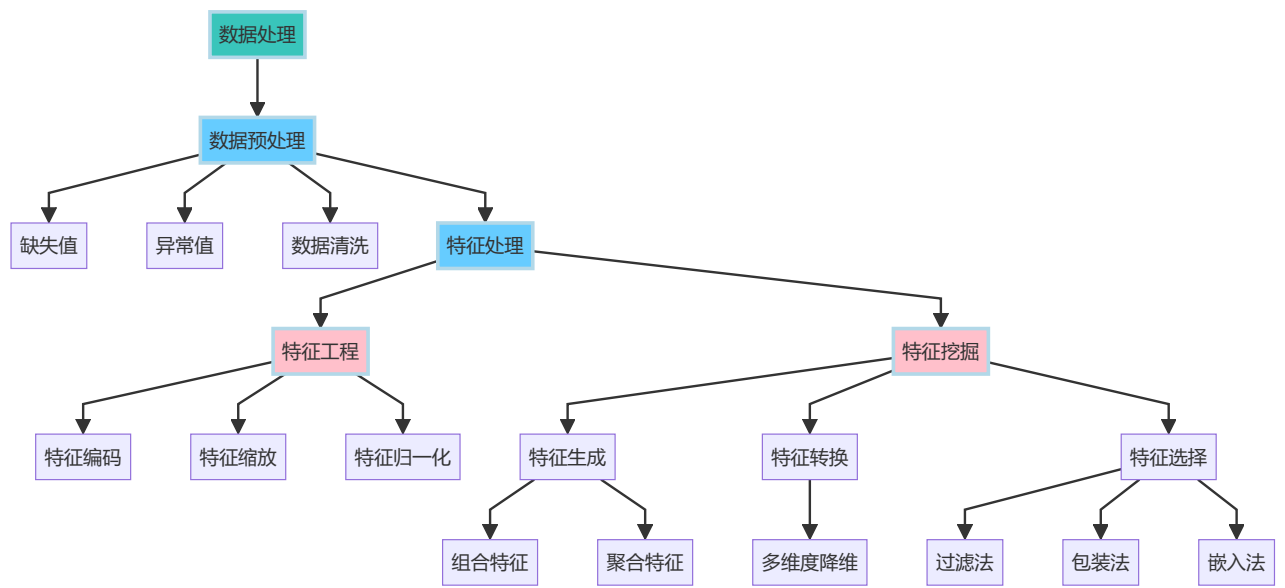 数据处理
数据预处理
缺失值
异常值
数据清洗
特征处理
特征工程
特征挖掘
特征编码
特征缩放
特征归一化
特征生成
特征转换
特征选择
组合特征
聚合特征
多维度降维
过滤法
包装法
嵌入法